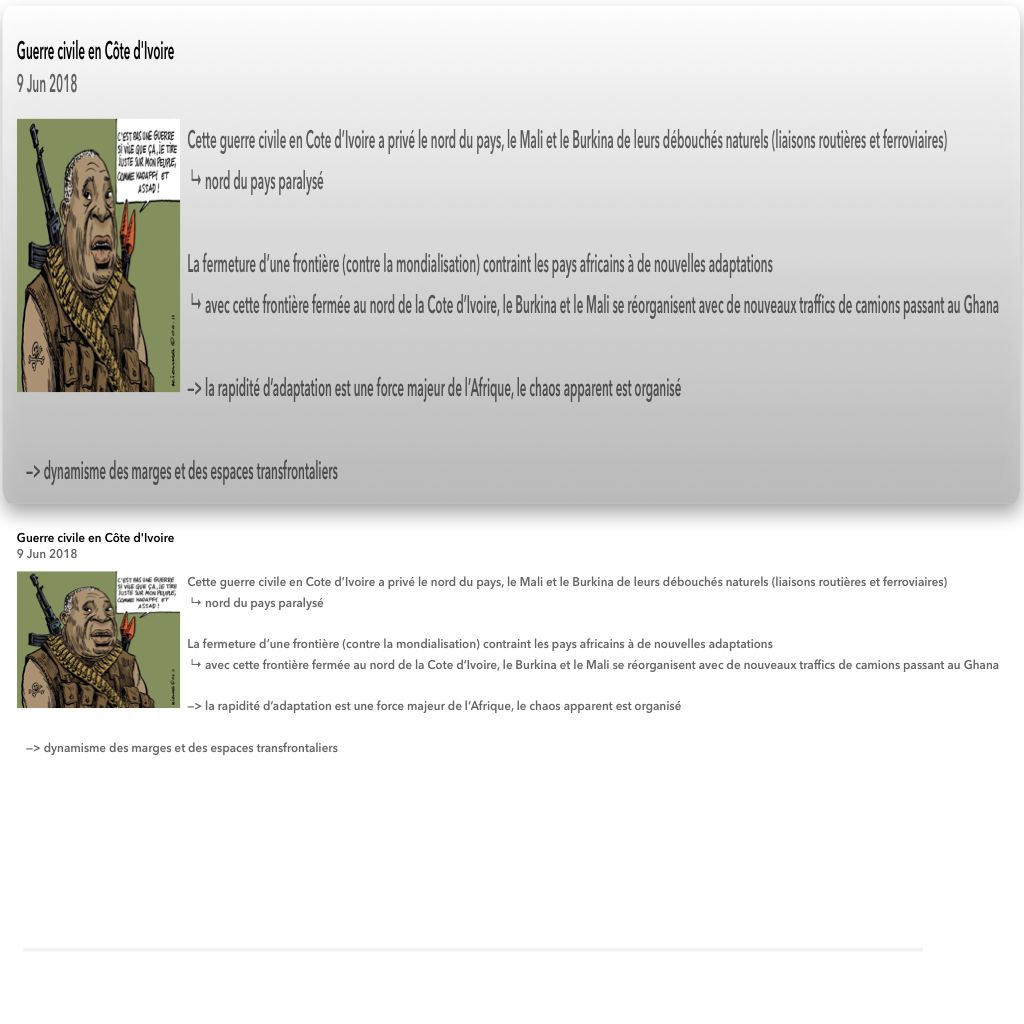 Guerre civile en Côte d'Ivoire
9 Jun 2018
C'EST PAS UNE GUERRE
SI VILE QUE ÇA, JE TIRE
JUSTE SUR MON PEUPLE,
COMME KADAFFI ET
ASSAD !
Cette guerre civile en Cote d’Ivoire a privé le nord du pays, le Mali et le Burkina de leurs débouchés naturels (liaisons routières et ferroviaires)
↳ nord du pays paralysé
La fermeture d’une frontière (contre la mondialisation) contraint les pays africains à de nouvelles adaptations
↳ avec cette frontière fermée au nord de la Cote d’Ivoire, le Burkina et le Mali se réorganisent avec de nouveaux traffics de camions passant au Ghana
—> la rapidité d’adaptation est une force majeur de l’Afrique, le chaos apparent est organisé
—> dynamisme des marges et des espaces transfrontaliers
Guerre civile en Côte d'Ivoire
9 Jun 2018
C'EST PAS UNE GUERRE
SI VILE QUE ÇA, JE TIRE
JUSTE SUR MON PEUPLE,
COMME KADAFFI ET
ASSAD !
Cette guerre civile en Cote d’Ivoire a privé le nord du pays, le Mali et le Burkina de leurs débouchés naturels (liaisons routières et ferroviaires)
↳ nord du pays paralysé
La fermeture d’une frontière (contre la mondialisation) contraint les pays africains à de nouvelles adaptations
↳ avec cette frontière fermée au nord de la Cote d’Ivoire, le Burkina et le Mali se réorganisent avec de nouveaux traffics de camions passant au Ghana
—> la rapidité d’adaptation est une force majeur de l’Afrique, le chaos apparent est organisé
—> dynamisme des marges et des espaces transfrontaliers